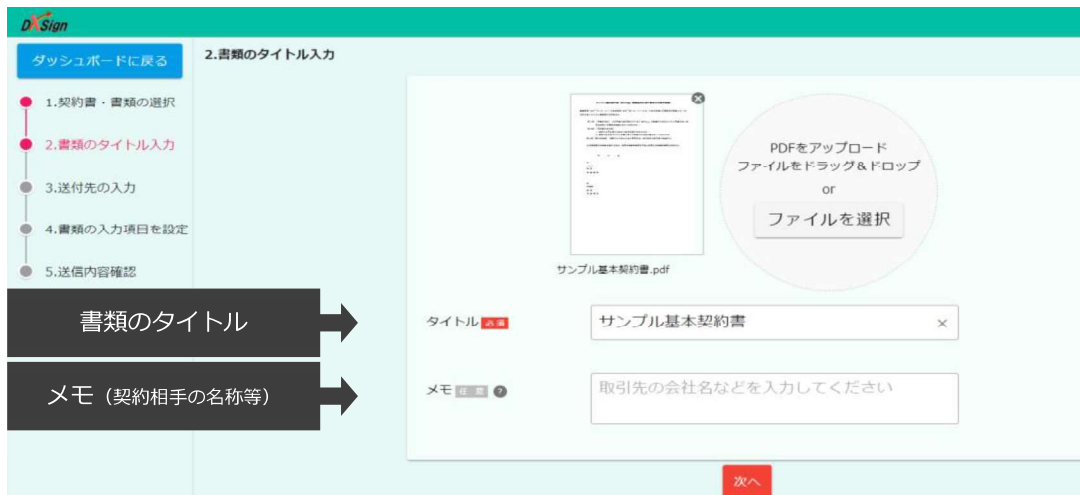 DXSign
ダッシュボードに戻る
2.書類のタイトル入力
1.契約書・書類の選択
2.書類のタイトル入力
3.送付先の入力
4.書類の入力項目を設定
5.送信内容確認
PDFをアップロード
ファイルをドラッグ&ドロップ
or
ファイルを選択
サンプル基本契約書.pdf
書類のタイトル
タイトル 必須
サンプル基本契約書 ×
メモ（契約相手の名称等）
メモ 任意 ?
取引先の会社名などを入力してください
次へ